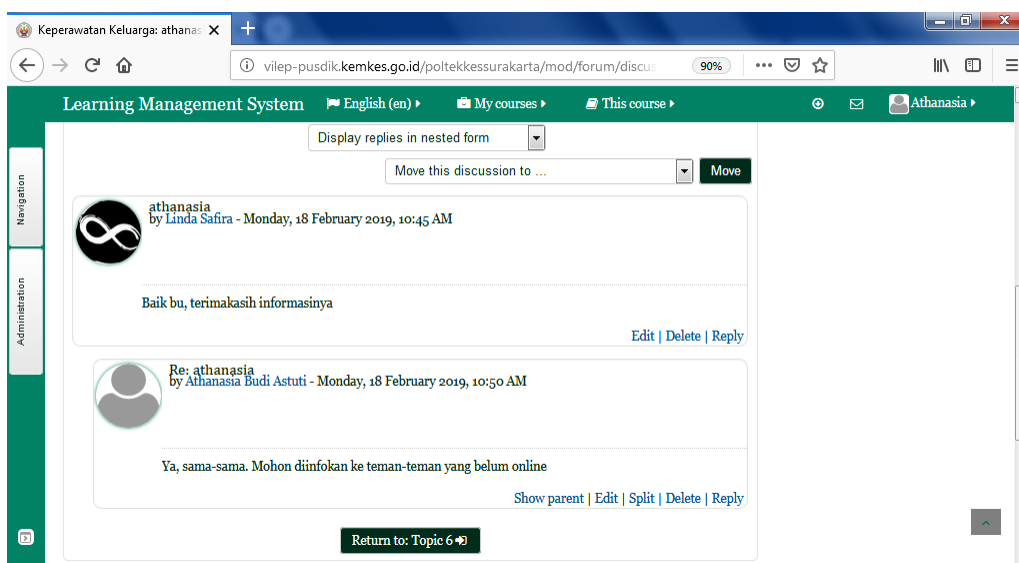 Keperawatan Keluarga: athanas
vilep-pusdik.kemkes.go.id/poltekkessurakarta/mod/forum/discus 90%
Learning Management System English (en) My courses This course Athanasia
Display replies in nested form
Move this discussion to ... Move
Navigation
Administration
athanasia
by Linda Safira - Monday, 18 February 2019, 10:45 AM
Baik bu, terimakasih informasinya
Edit | Delete | Reply
Re: athanasia
by Athanasia Budi Astuti - Monday, 18 February 2019, 10:50 AM
Ya, sama-sama. Mohon diinfokan ke teman-teman yang belum online
Show parent | Edit | Split | Delete | Reply
Return to: Topic 6